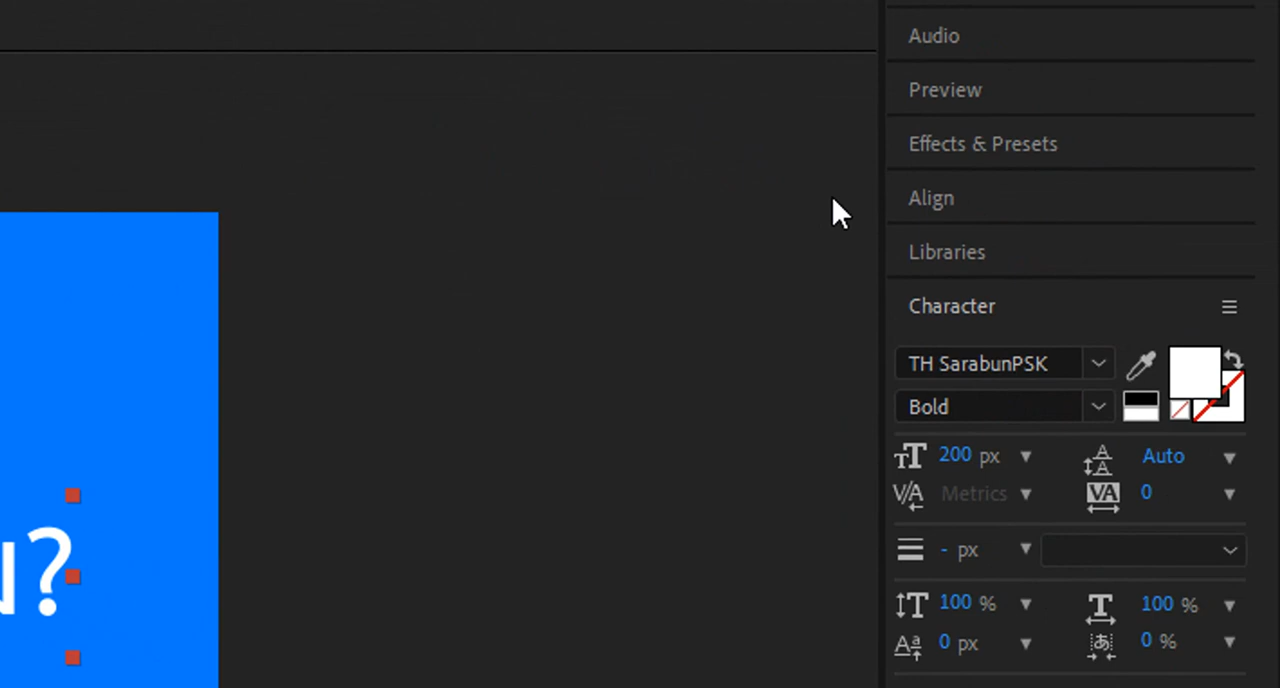 Audio
Preview
Effects & Presets
Align
Libraries
Character
TH SarabunPSK
Bold
200 px
Auto
Metrics
0
- px
100 %
100 %
0 px
0 %
?